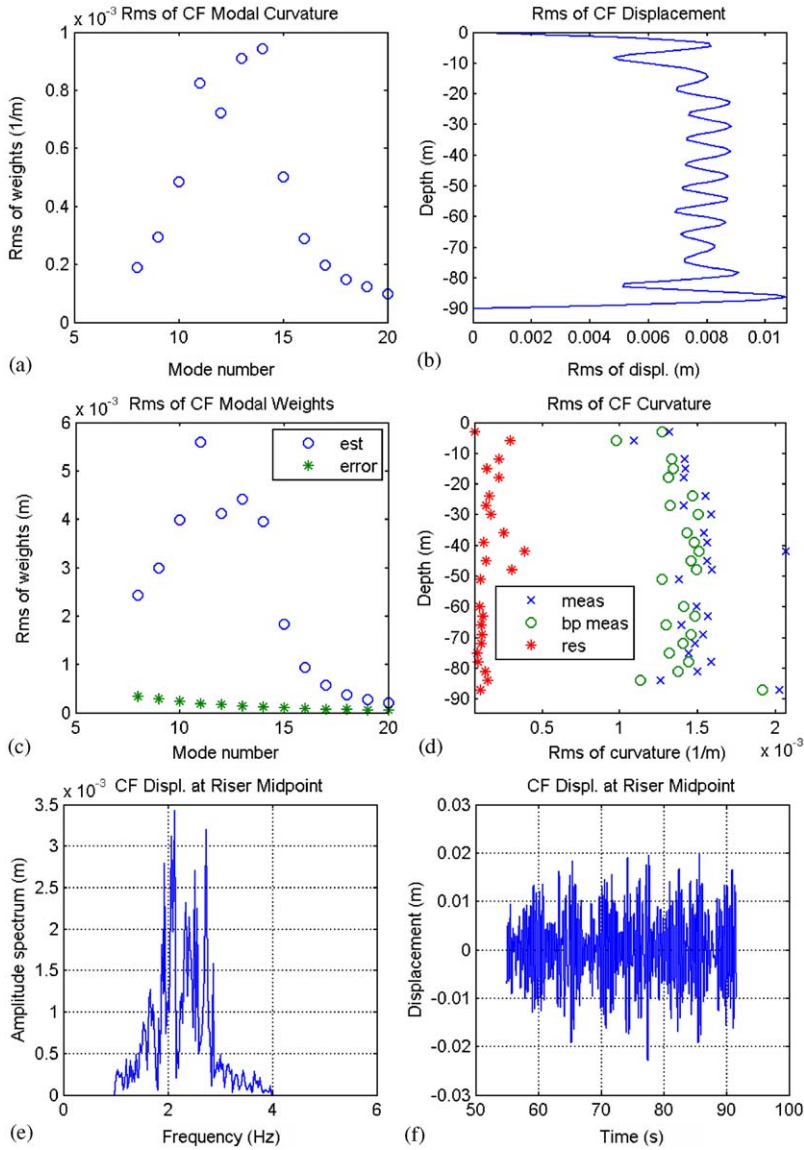 x 10⁻³ Rms of CF Modal Curvature
1
0.8
0.6
0.4
0.2
0
5 10 15 20
Rms of weights (1/m)
Mode number
(a)
Rms of CF Displacement
-0
-10
-20
-30
-40
-50
-60
-70
-80
-90
0 0.002 0.004 0.006 0.008 0.01
Depth (m)
Rms of displ. (m)
(b)
Rms of CF Modal Weights
x 10⁻³
6
5
4
3
2
1
0
5 10 15 20
est
error
Rms of weights (m)
Mode number
(c)
Rms of CF Curvature
-0
-10
-20
-30
-40
-50
-60
-70
-80
-90
0.5 1 1.5 2
x 10⁻³
meas
bp meas
res
Depth (m)
Rms of curvature (1/m)
(d)
CF Displ. at Riser Midpoint
x 10⁻³
3.5
3
2.5
2
1.5
1
0.5
0
0 2 4 6
Amplitude spectrum (m)
Frequency (Hz)
(e)
CF Displ. at Riser Midpoint
0.03
0.02
0.01
0
-0.01
-0.02
-0.03
50 60 70 80 90 100
Displacement (m)
Time (s)
(f)